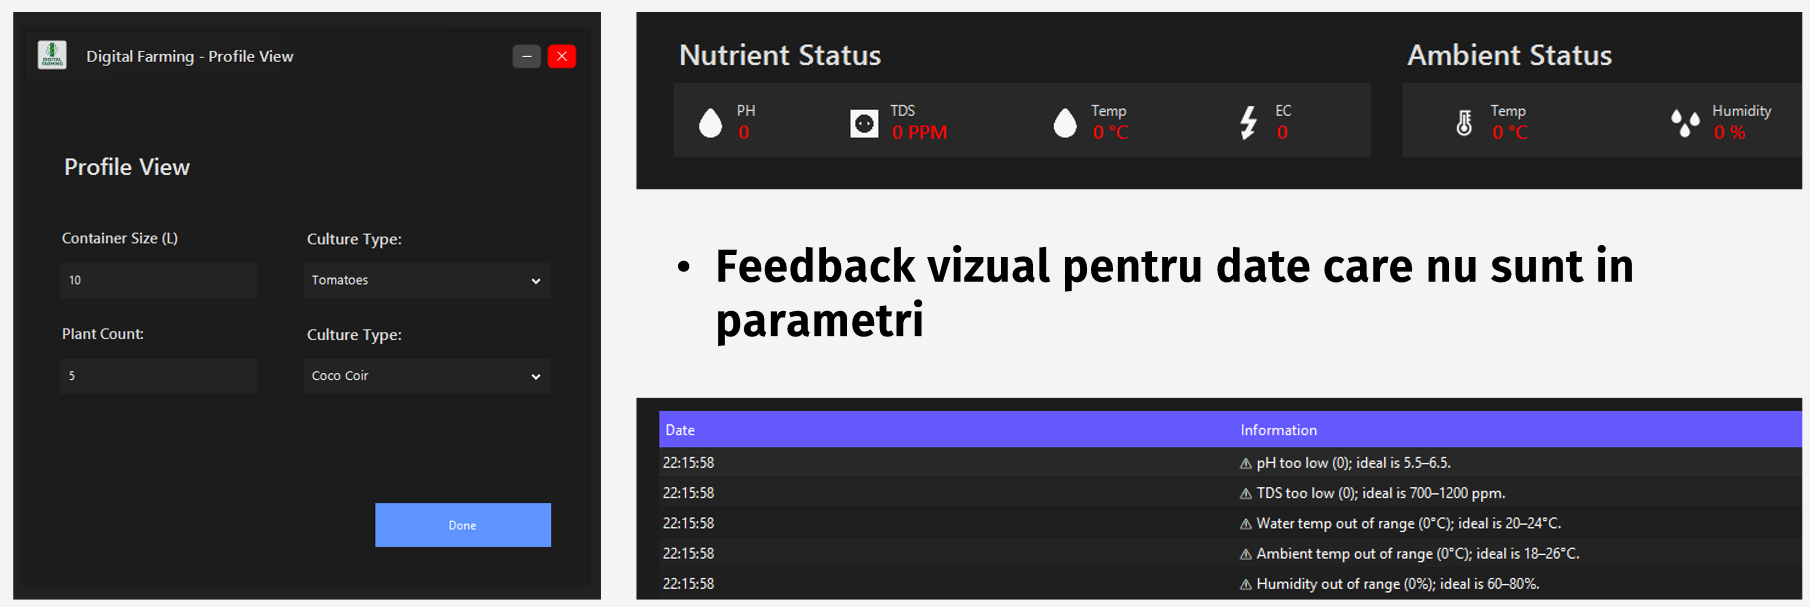 DIGITAL
FARMING
Digital Farming - Profile View
Profile View
Container Size (L)
Culture Type:
10
Tomatoes
Plant Count:
Culture Type:
5
Coco Coir
Done
Nutrient Status
PH
0
TDS
0 PPM
Temp
0 °C
EC
0
Ambient Status
Temp
0 °C
Humidity
0 %
• Feedback vizual pentru date care nu sunt in
parametri
Date Information
22:15:58 ⚠ pH too low (0); ideal is 5.5–6.5.
22:15:58 ⚠ TDS too low (0); ideal is 700–1200 ppm.
22:15:58 ⚠ Water temp out of range (0°C); ideal is 20–24°C.
22:15:58 ⚠ Ambient temp out of range (0°C); ideal is 18–26°C.
22:15:58 ⚠ Humidity out of range (0%); ideal is 60–80%.